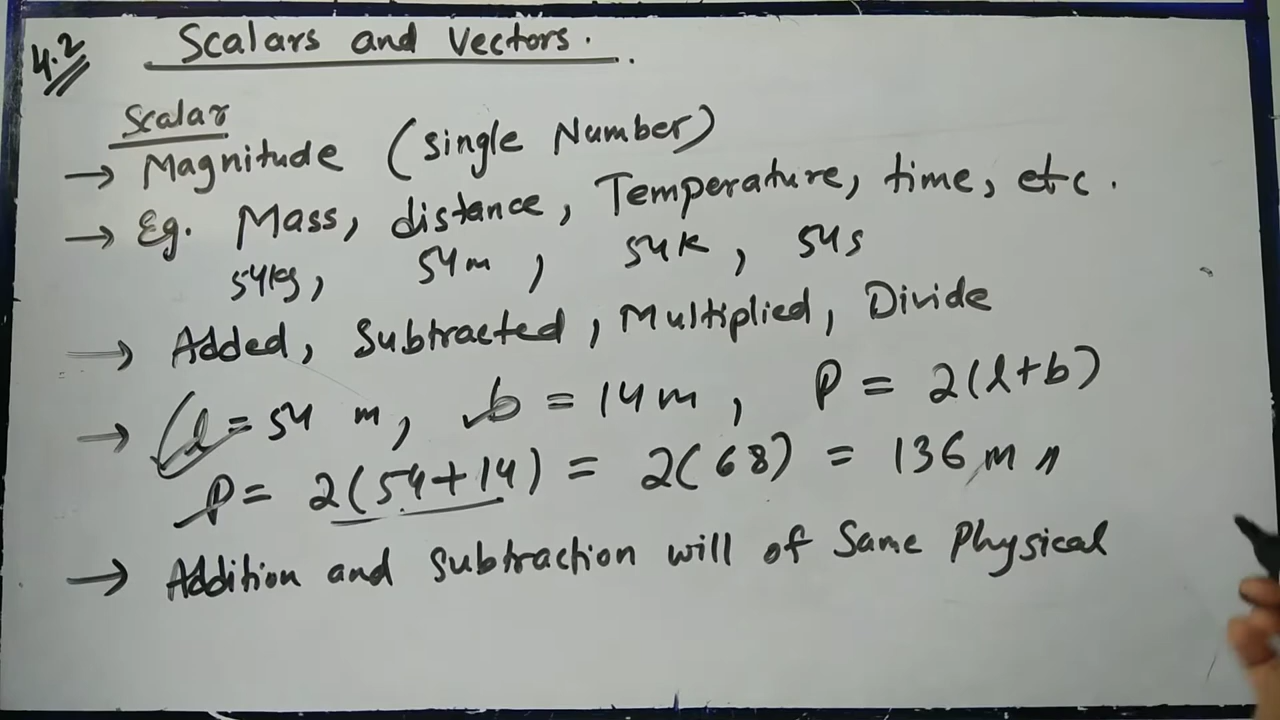 4.2 Scalars and Vectors.
Scalar
→ Magnitude (single Number)
→ Eg. Mass, distance, Temperature, time, etc.
54kg, 54m, 54K, 54s
→ Added, Subtracted, Multiplied, Divide
→ l = 54 m, b = 14m, P = 2(l+b)
P = 2(54+14) = 2(68) = 136 m
→ Addition and Subtraction will of Same Physical